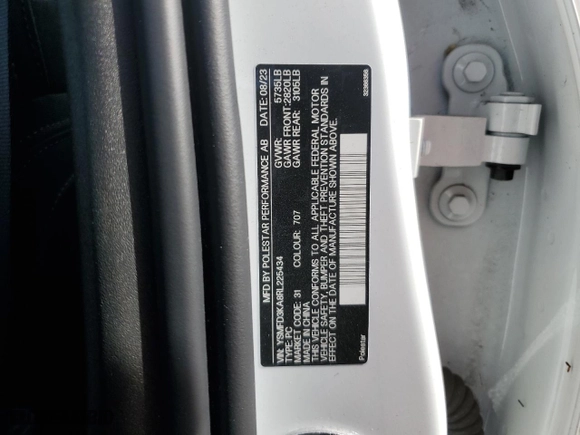 MFD BY POLESTAR PERFORMANCE AB DATE: 08/23
VIN: YSMFD3KA8RL225434 GVWR: 5735LB
TYPE: PC GAWR FRONT: 2820LB
MARKET CODE: 31 COLOUR: 707 GAWR REAR: 3105LB
MADE IN CHINA
THIS VEHICLE CONFORMS TO ALL APPLICABLE FEDERAL MOTOR
VEHICLE SAFETY, BUMPER AND THEFT PREVENTION STANDARDS IN
EFFECT ON THE DATE OF MANUFACTURE SHOWN ABOVE.
Polestar